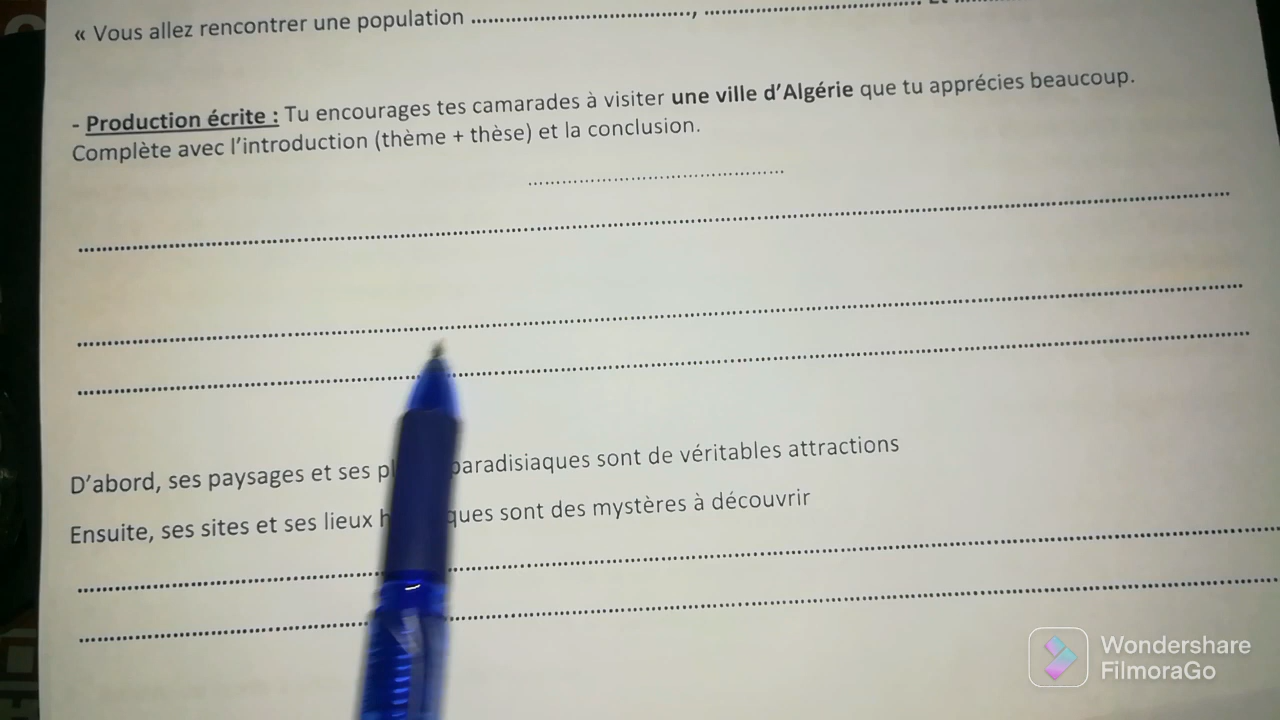 « Vous allez rencontrer une population ........................................, ........................................
- Production écrite : Tu encourages tes camarades à visiter une ville d'Algérie que tu apprécies beaucoup.
Complète avec l'introduction (thème + thèse) et la conclusion.
D'abord, ses paysages et ses paradisiaques sont de véritables attractions
Ensuite, ses sites et ses lieux sont des mystères à découvrir
Wondershare
FilmoraGo